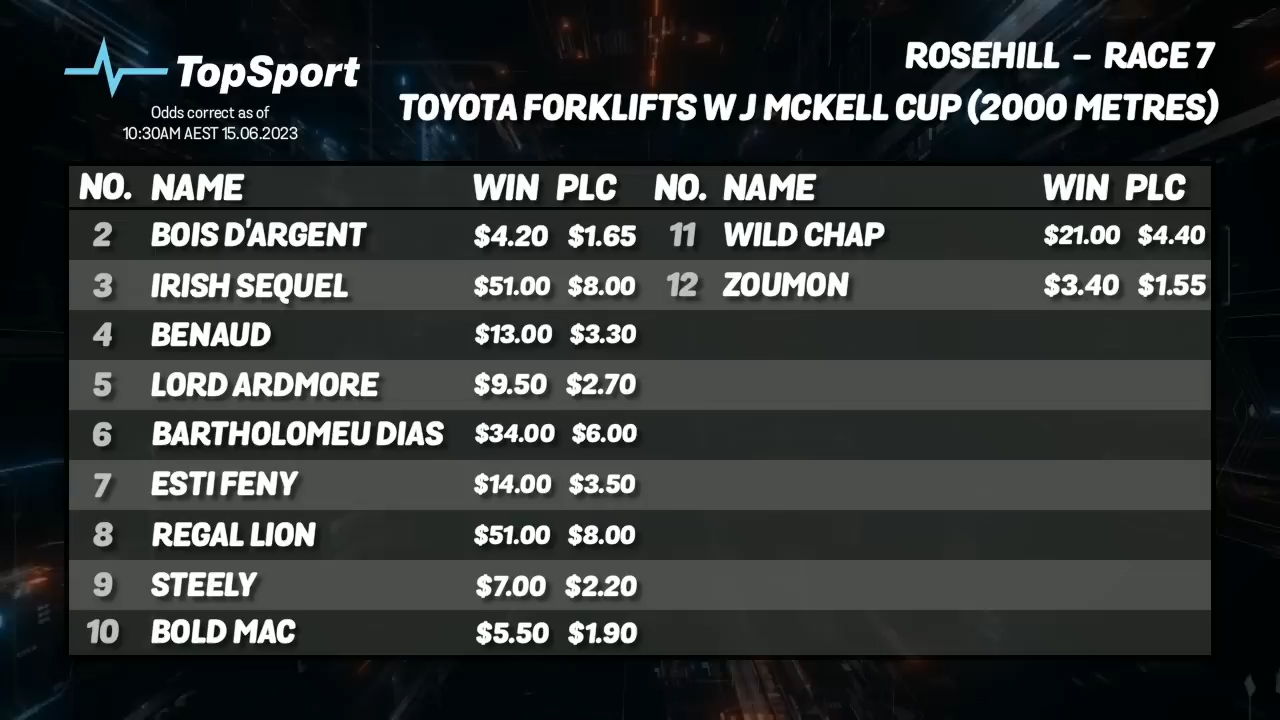 TopSport
Odds correct as of
10:30AM AEST 15.06.2023
ROSEHILL – RACE 7
TOYOTA FORKLIFTS W J MCKELL CUP (2000 METRES)
NO. NAME WIN PLC NO. NAME WIN PLC
2 BOIS D'ARGENT $4.20 $1.65 11 WILD CHAP $21.00 $4.40
3 IRISH SEQUEL $51.00 $8.00 12 ZOUMON $3.40 $1.55
4 BENAUD $13.00 $3.30
5 LORD ARDMORE $9.50 $2.70
6 BARTHOLOMEU DIAS $34.00 $6.00
7 ESTI FENY $14.00 $3.50
8 REGAL LION $51.00 $8.00
9 STEELY $7.00 $2.20
10 BOLD MAC $5.50 $1.90